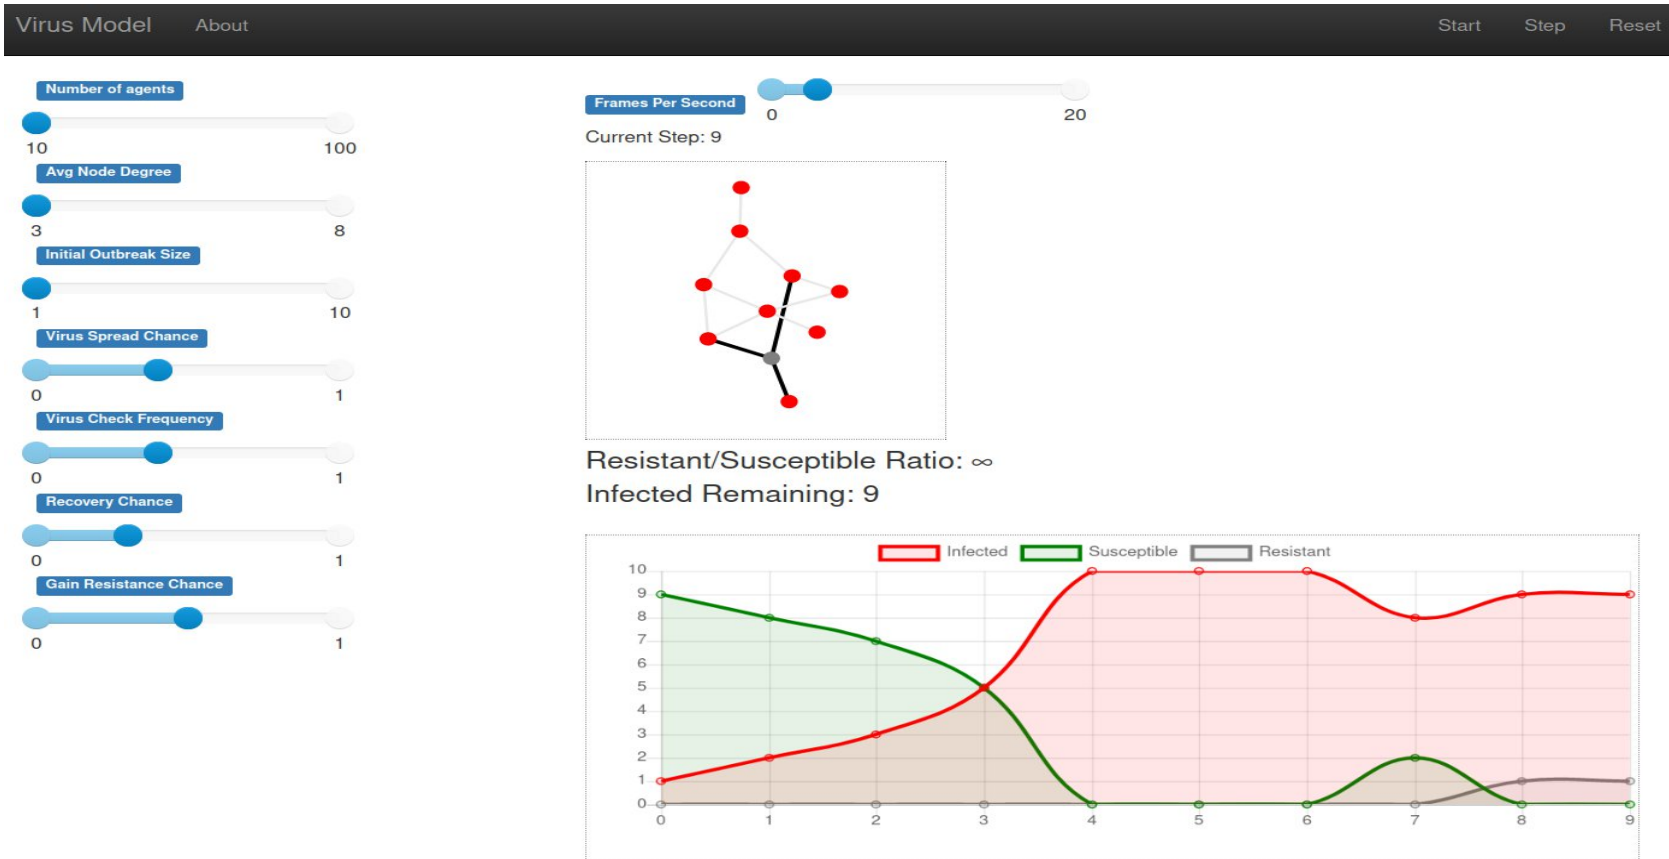 Virus Model About Start Step Reset
Number of agents
10 100
Avg Node Degree
3 8
Initial Outbreak Size
1 10
Virus Spread Chance
0 1
Virus Check Frequency
0 1
Recovery Chance
0 1
Gain Resistance Chance
0 1
Frames Per Second
0 20
Current Step: 9
Resistant/Susceptible Ratio: ∞
Infected Remaining: 9
Infected Susceptible Resistant
10
9
8
7
6
5
4
3
2
1
0
0 1 2 3 4 5 6 7 8 9